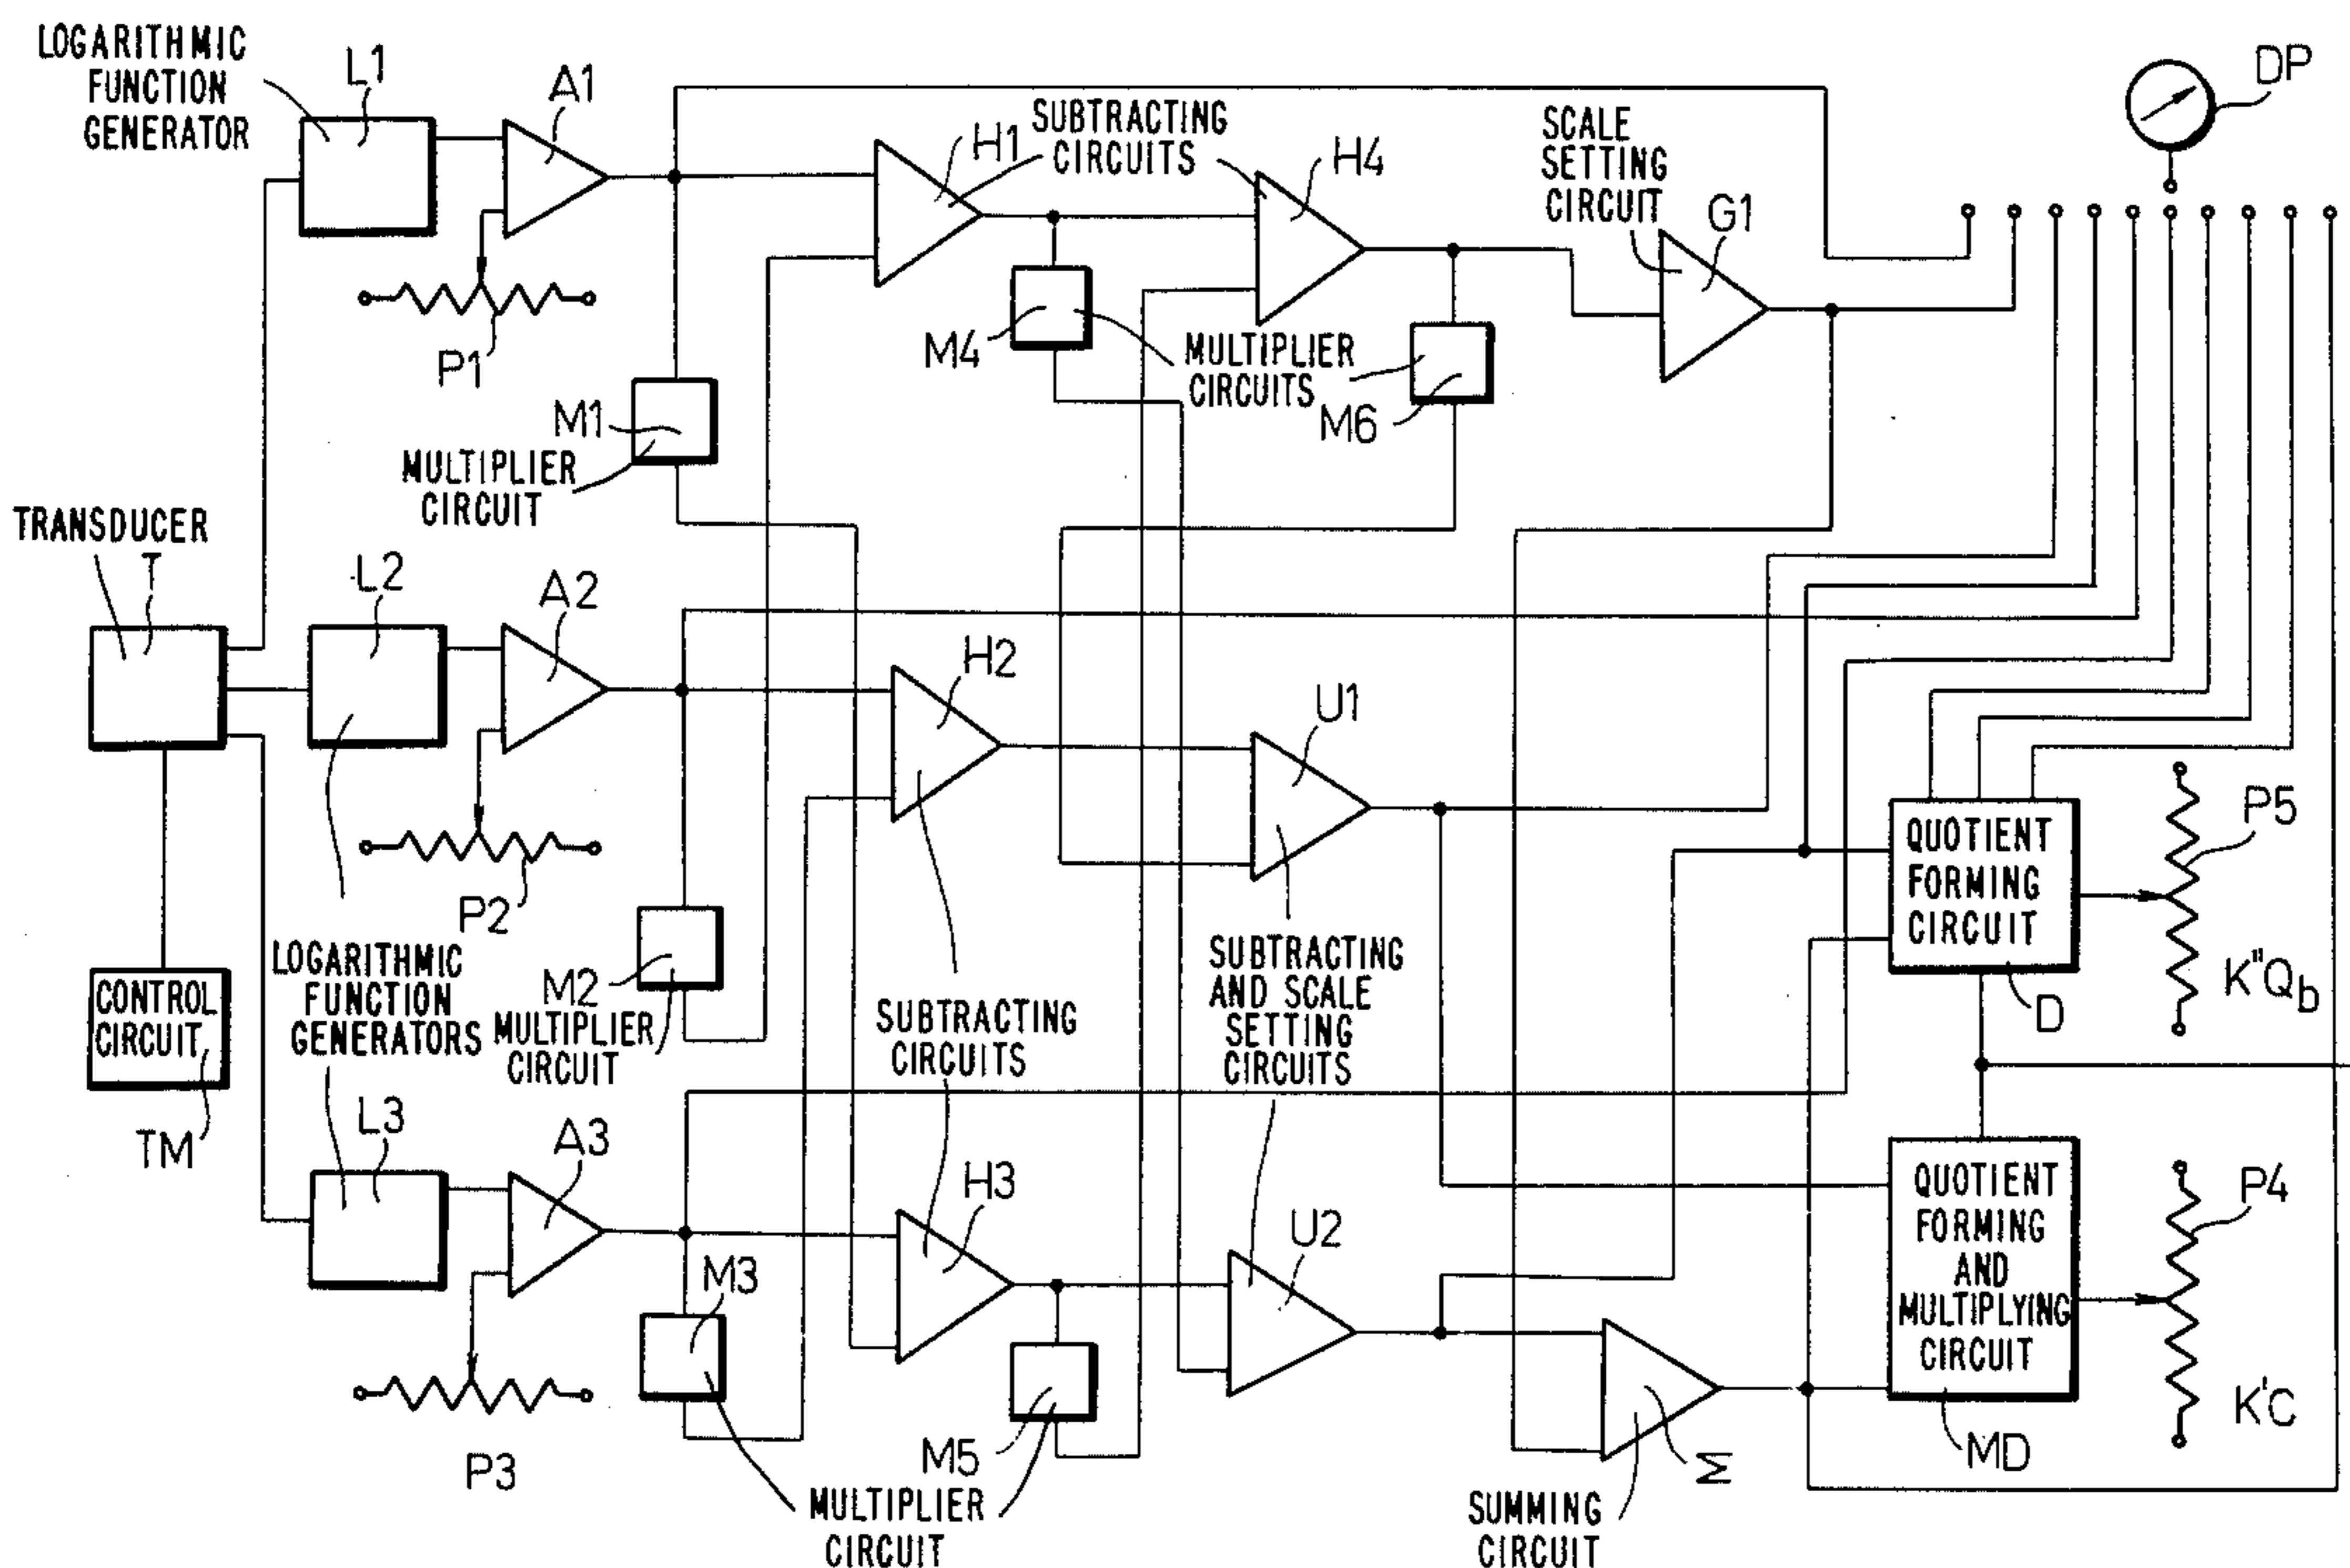 LOGARITHMIC
FUNCTION
GENERATOR
L1
A1
P1
M1
MULTIPLIER
CIRCUIT
H1
SUBTRACTING
CIRCUITS
H4
M4
MULTIPLIER
CIRCUITS
M6
SCALE
SETTING
CIRCUIT
G1
DP
TRANSDUCER
T
L2
A2
P2
M2
MULTIPLIER
CIRCUIT
H2
U1
CONTROL
CIRCUIT
TM
LOGARITHMIC
FUNCTION
GENERATORS
SUBTRACTING
CIRCUITS
SUBTRACTING
AND SCALE
SETTING
CIRCUITS
QUOTIENT
FORMING
CIRCUIT
D
P5
K"Qb
L3
A3
P3
M3
H3
M5
MULTIPLIER
CIRCUIT
U2
Σ
SUMMING
CIRCUIT
QUOTIENT
FORMING
AND
MULTIPLYING
CIRCUIT
MD
P4
K'C